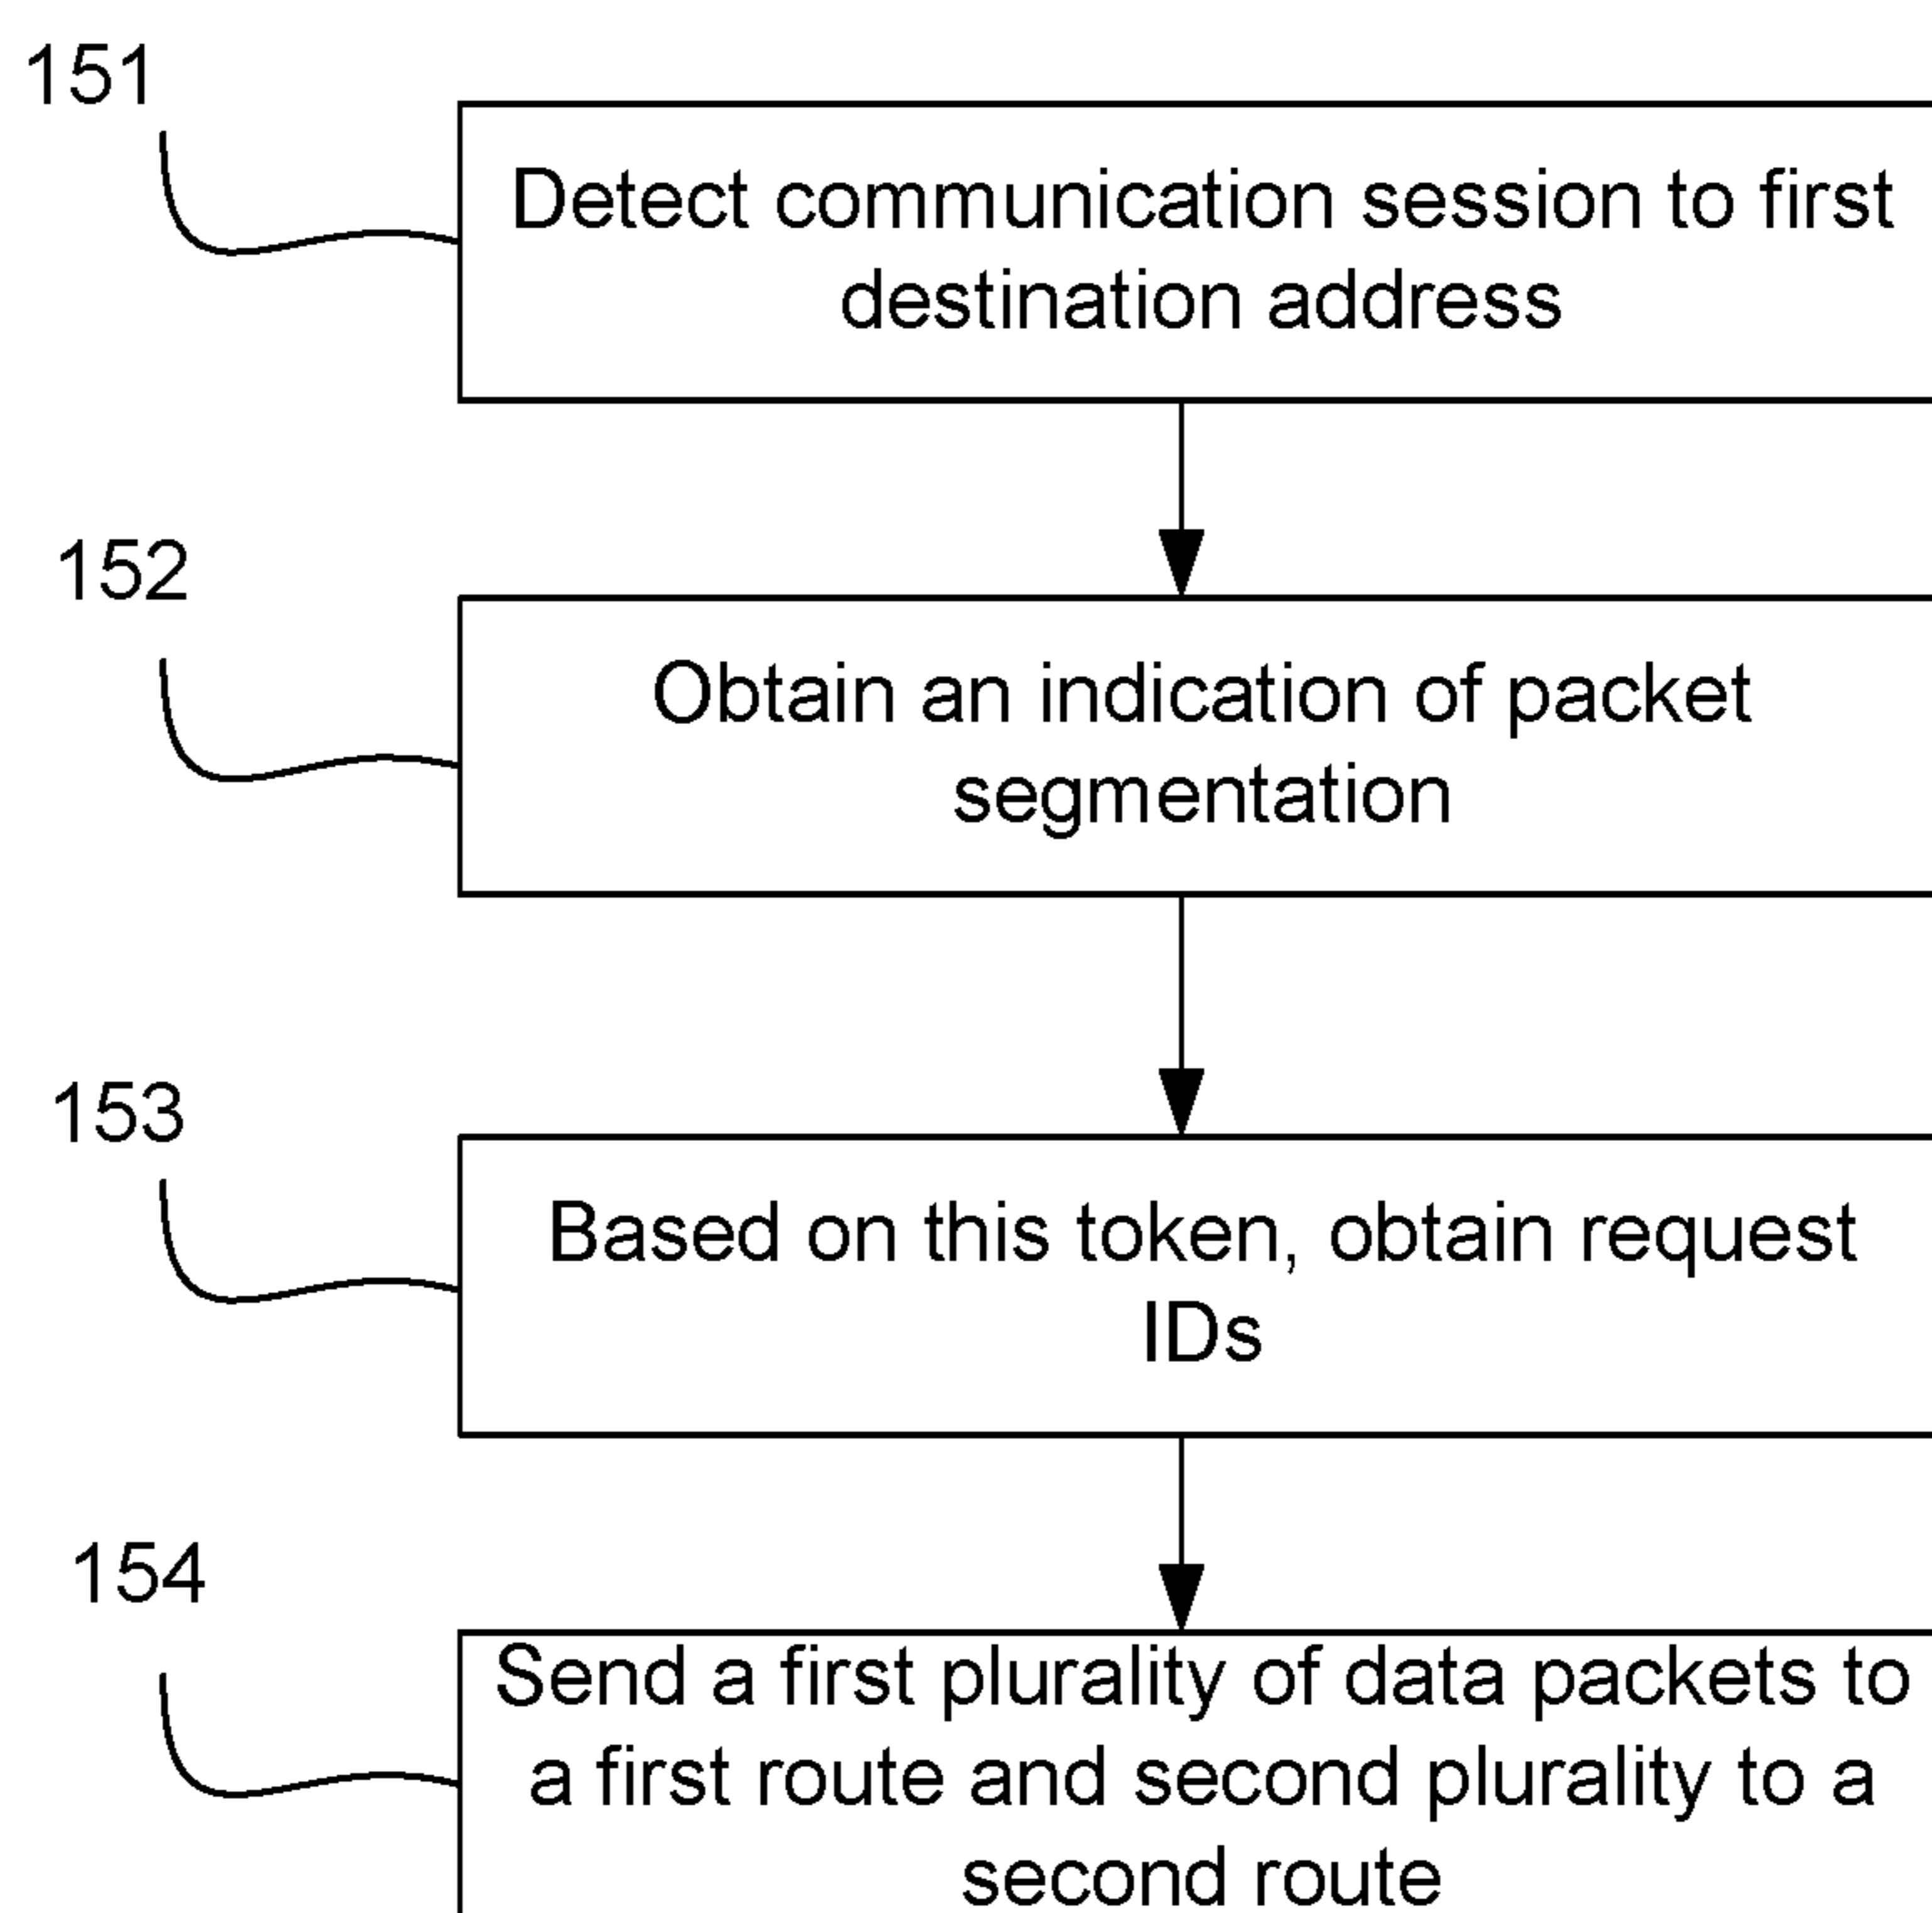 151
Detect communication session to first
destination address
152
Obtain an indication of packet
segmentation
153
Based on this token, obtain request
IDs
154
Send a first plurality of data packets to
a first route and second plurality to a
second route